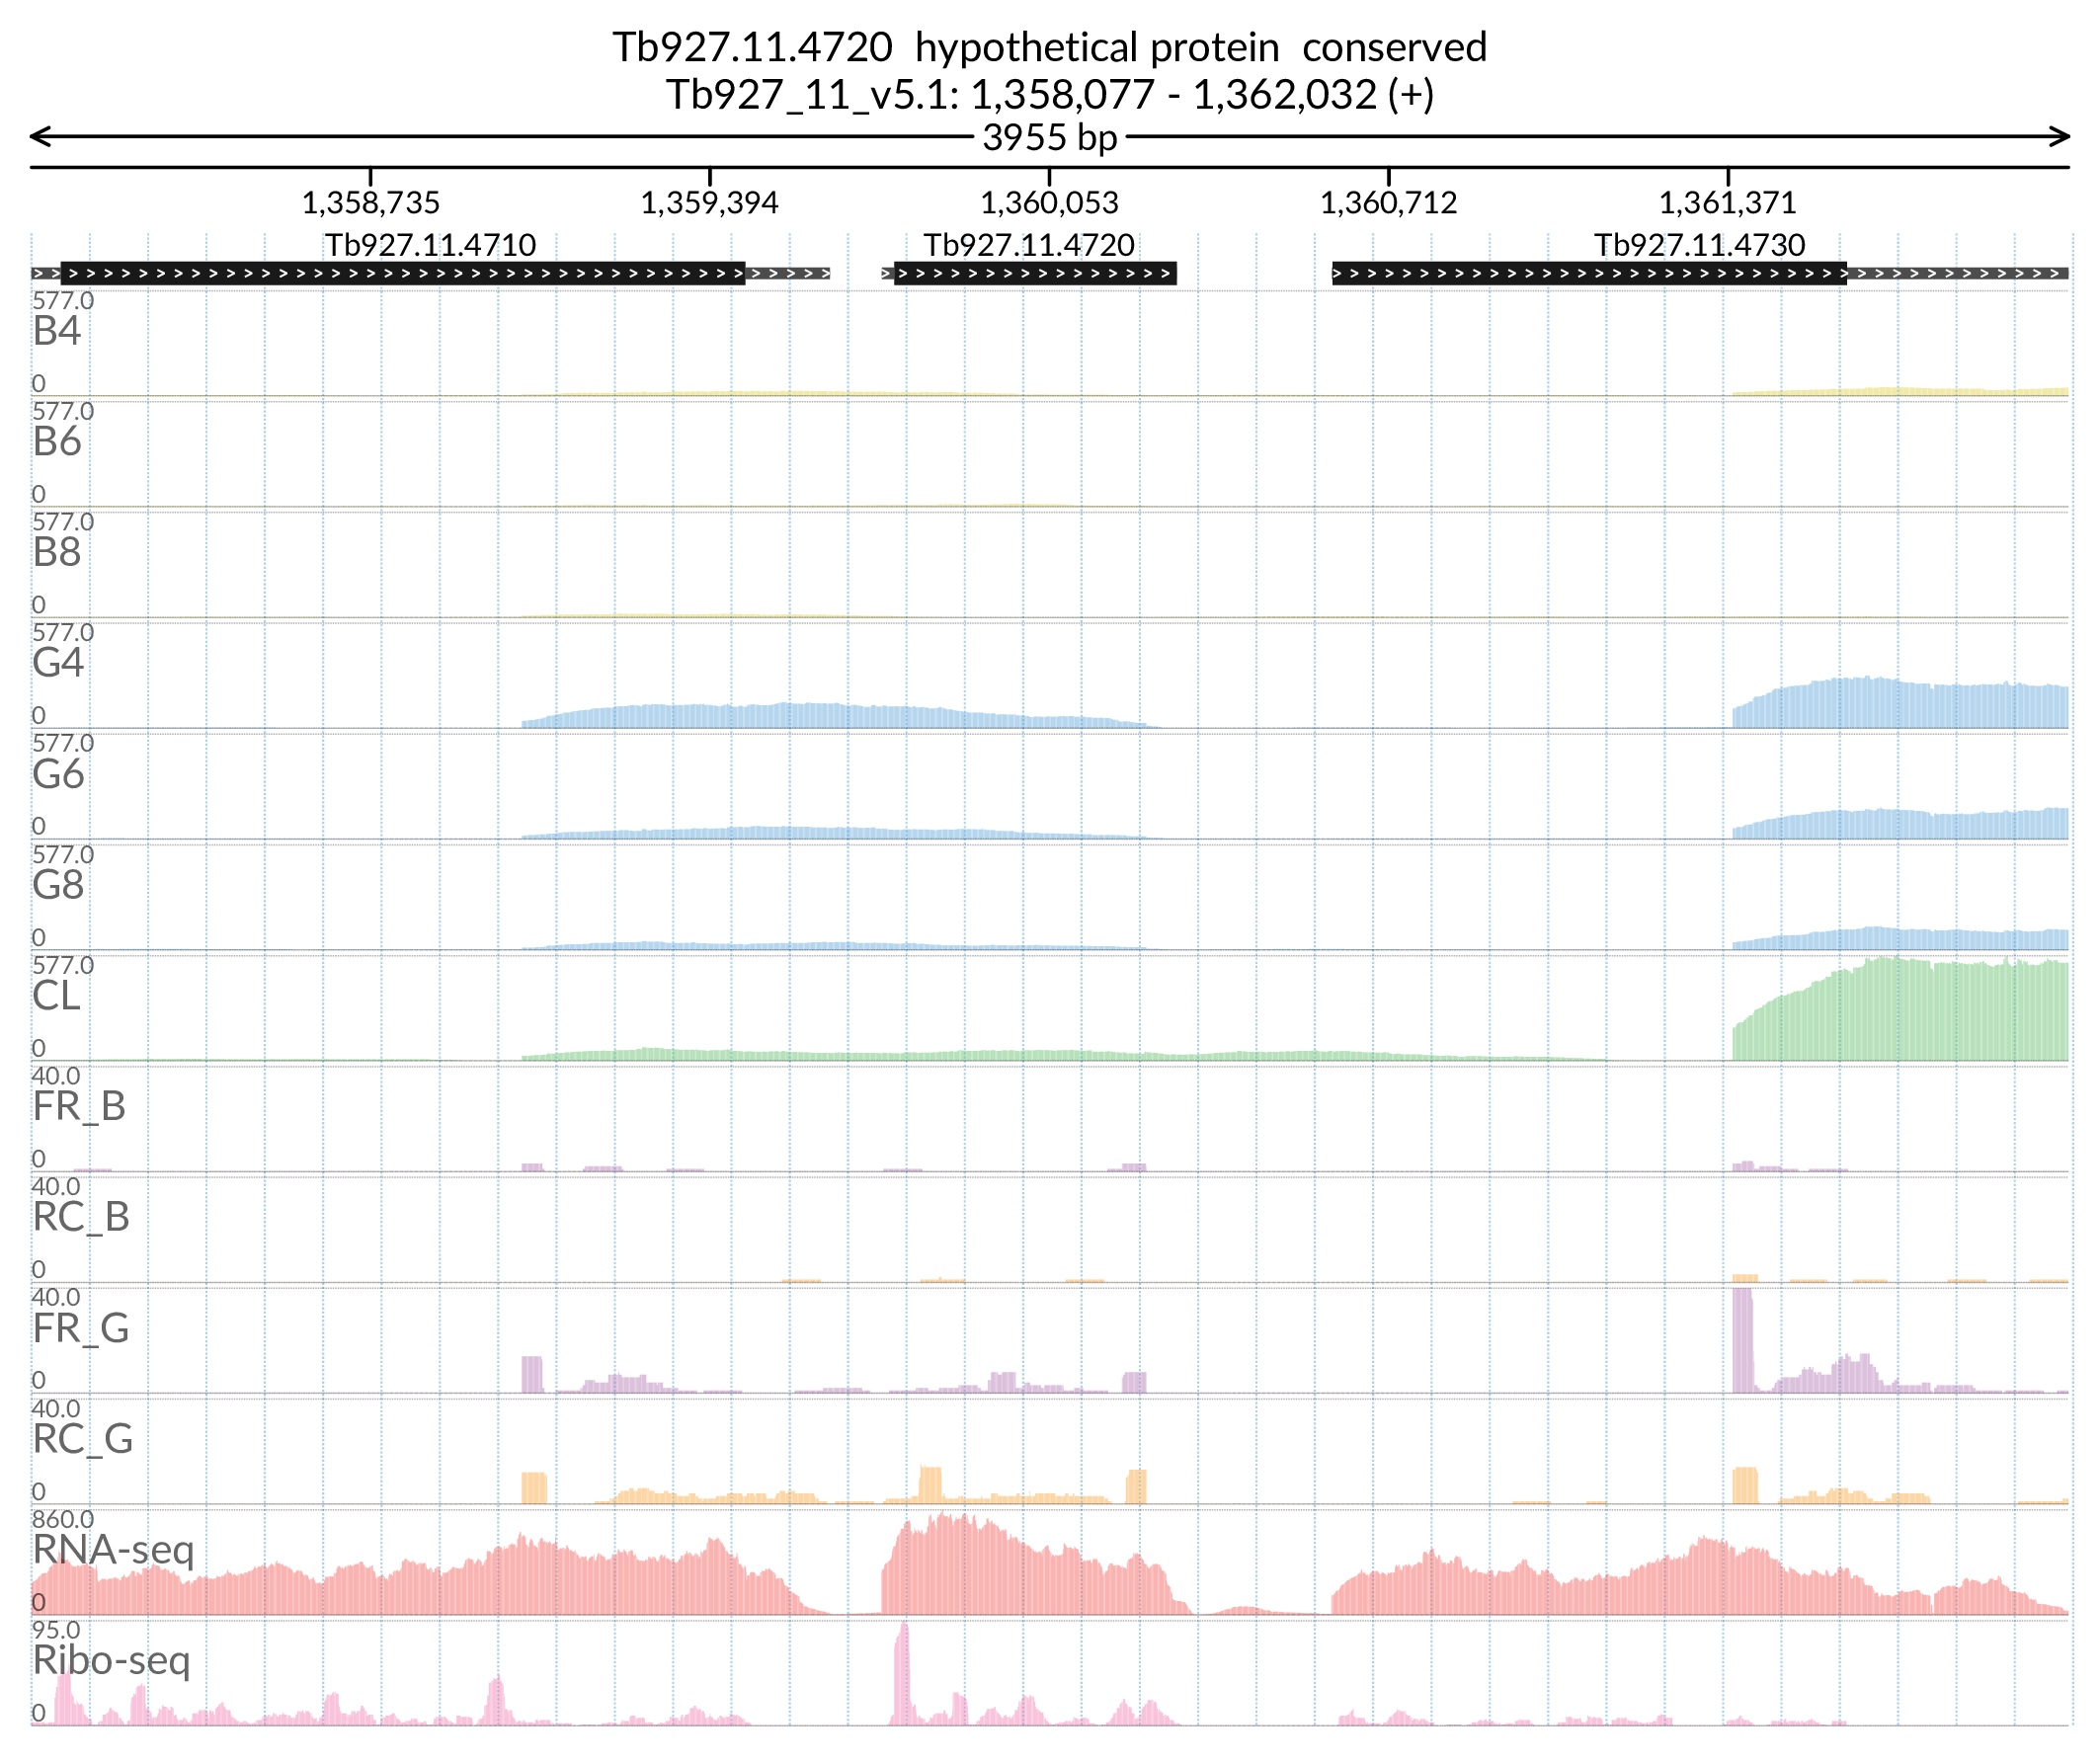 Tb927.11.4720 hypothetical protein conserved
Tb927_11_v5.1: 1,358,077 - 1,362,032 (+)
3955 bp
1,358,735 1,359,394 1,360,053 1,360,712 1,361,371
Tb927.11.4710 Tb927.11.4720 Tb927.11.4730
577.0
B4
0
577.0
B6
0
577.0
B8
0
577.0
G4
0
577.0
G6
0
577.0
G8
0
577.0
CL
0
40.0
FR_B
0
40.0
RC_B
0
40.0
FR_G
0
40.0
RC_G
0
860.0
RNA-seq
0
95.0
Ribo-seq
0